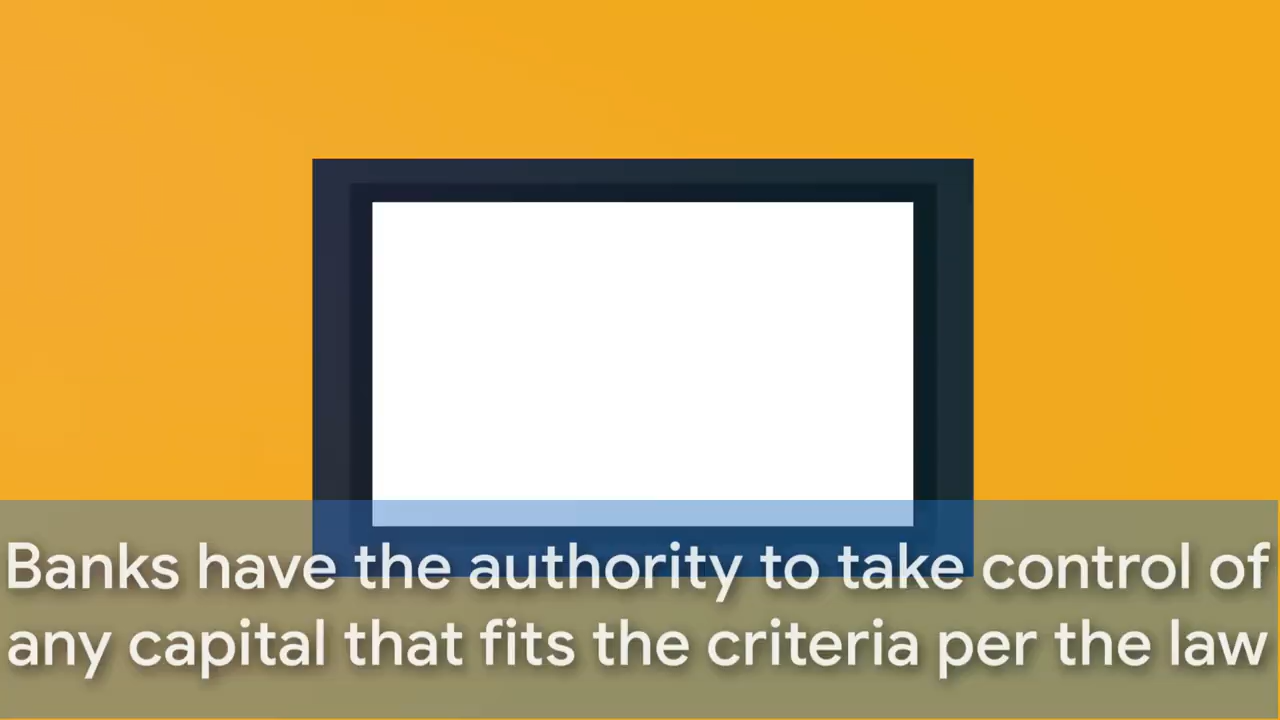 Banks have the authority to take control of
any capital that fits the criteria per the law